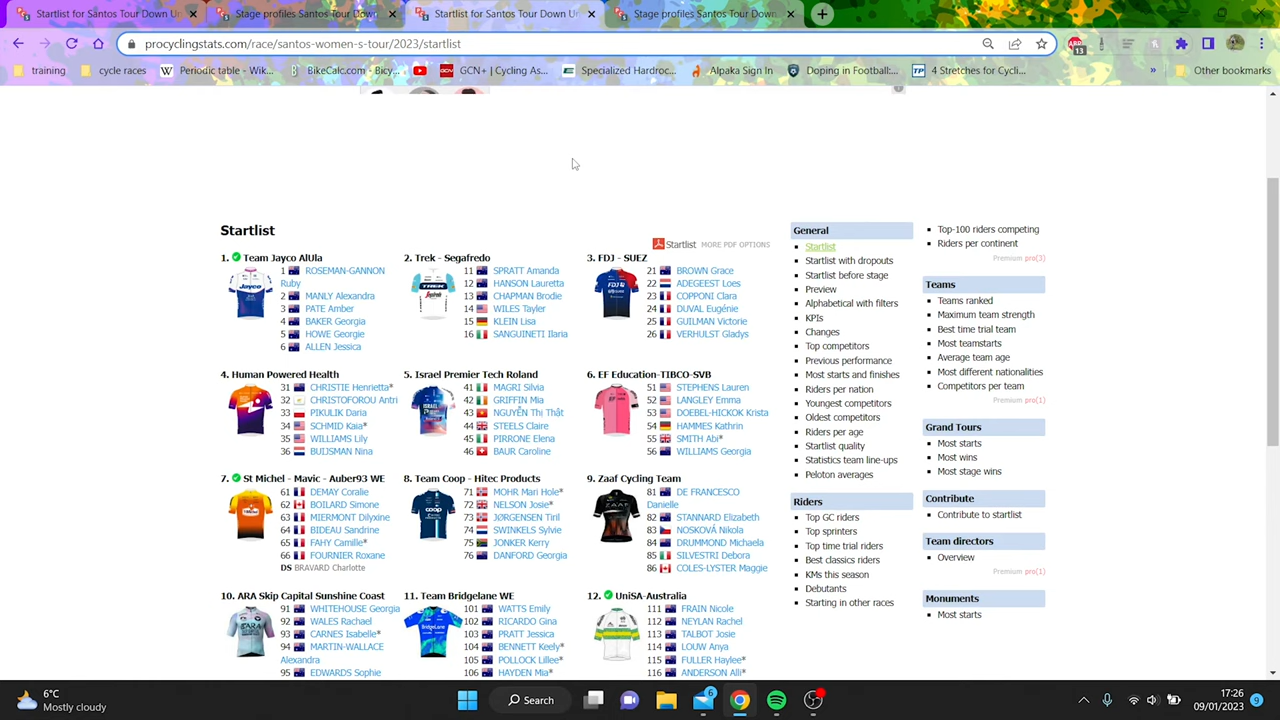 Startlist for Santos Tour Down Un
Stage profiles Santos Tour Down
Startlist for Santos Tour Down Ur
Stage profiles Santos Tour Down
procyclingstats.com/race/santos-women-s-tour/2023/startlist
13
training
cycle races
Periodic table - Wik...
BikeCalc.com - Bicy...
GCN+ | Cycling As...
Specialized Hardroc...
Alpaka Sign In
Doping in Football:...
4 Stretches for Cycli...
»
Other bookmark
Startlist
Startlist MORE PDF OPTIONS
1. Team Jayco AlUla
1 ROSEMAN-GANNON
Ruby
2 MANLY Alexandra
3 PATE Amber
4 BAKER Georgia
5 HOWE Georgie
6 ALLEN Jessica
2. Trek - Segafredo
11 SPRATT Amanda
12 HANSON Lauretta
13 CHAPMAN Brodie
14 WILES Tayler
15 KLEIN Lisa
16 SANGUINETI Ilaria
3. FDJ - SUEZ
21 BROWN Grace
22 ADEGEEST Loes
23 COPPONI Clara
24 DUVAL Eugénie
25 GUILMAN Victorie
26 VERHULST Gladys
4. Human Powered Health
31 CHRISTIE Henrietta*
32 CHRISTOFOROU Antri
33 PIKULIK Daria
34 SCHMID Kaia*
35 WILLIAMS Lily
36 BUIJSMAN Nina
5. Israel Premier Tech Roland
41 MAGRI Silvia
42 GRIFFIN Mia
43 NGUYỄN Thị Thật
44 STEELS Claire
45 PIRRONE Elena
46 BAUR Caroline
6. EF Education-TIBCO-SVB
51 STEPHENS Lauren
52 LANGLEY Emma
53 DOEBEL-HICKOK Krista
54 HAMMES Kathrin
55 SMITH Abi*
56 WILLIAMS Georgia
7. St Michel - Mavic - Auber93 WE
61 DEMAY Coralie
62 BOILARD Simone
63 MIERMONT Dilyxine
64 BIDEAU Sandrine
65 FAHY Camille*
66 FOURNIER Roxane
DS BRAVARD Charlotte
8. Team Coop - Hitec Products
71 MOHR Mari Hole*
72 NELSON Josie*
73 JØRGENSEN Tiril
74 SWINKELS Sylvie
75 JONKER Kerry
76 DANFORD Georgia
9. Zaaf Cycling Team
81 DE FRANCESCO
Danielle
82 STANNARD Elizabeth
83 NOSKOVÁ Nikola
84 DRUMMOND Michaela
85 SILVESTRI Debora
86 COLES-LYSTER Maggie
10. ARA Skip Capital Sunshine Coast
91 WHITEHOUSE Georgia
92 WALES Rachael
93 CARNES Isabelle*
94 MARTIN-WALLACE
Alexandra
95 EDWARDS Sophie
11. Team Bridgelane WE
101 WATTS Emily
102 RICARDO Gina
103 PRATT Jessica
104 BENNETT Keely*
105 POLLOCK Lillee*
106 HAYDEN Mia*
12. UniSA-Australia
111 FRAIN Nicole
112 NEYLAN Rachel
113 TALBOT Josie
114 LOUW Anya
115 FULLER Haylee*
116 ANDERSON Alli*
General
Startlist
Startlist with dropouts
Startlist before stage
Preview
Alphabetical with filters
KPIs
Changes
Top competitors
Previous performance
Most starts and finishes
Riders per nation
Youngest competitors
Oldest competitors
Riders per age
Startlist quality
Statistics team line-ups
Peloton averages
Riders
Top GC riders
Top sprinters
Top time trial riders
Best classics riders
KMs this season
Debutants
Starting in other races
Top-100 riders competing
Riders per continent
Premium pro(3)
Teams
Teams ranked
Maximum team strength
Best time trial team
Most teamstarts
Average team age
Most different nationalities
Competitors per team
Premium pro(1)
Grand Tours
Most starts
Most wins
Most stage wins
Contribute
Contribute to startlist
Team directors
Overview
Premium pro(1)
Monuments
Most starts
6°C
Mostly cloudy
Search
6
17:26
09/01/2023
9